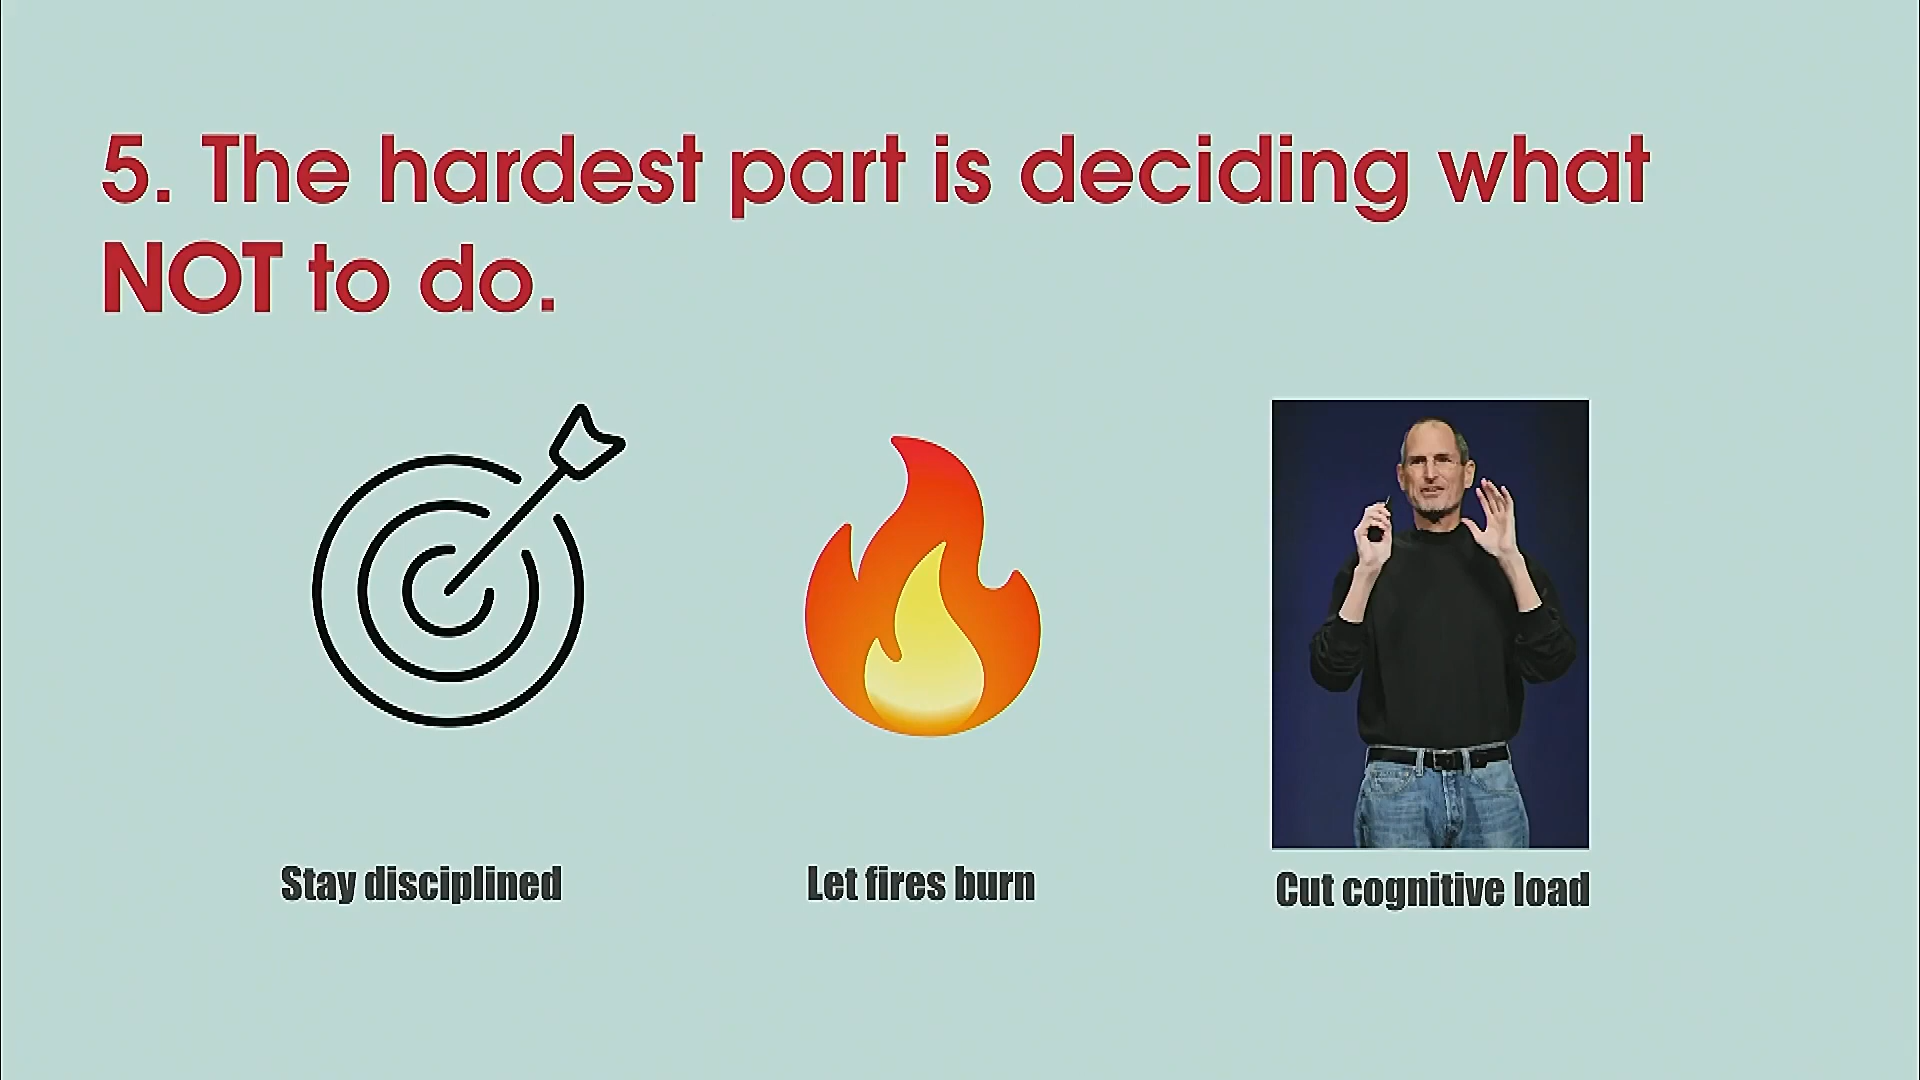 5. The hardest part is deciding what
NOT to do.
Stay disciplined
Let fires burn
Cut cognitive load